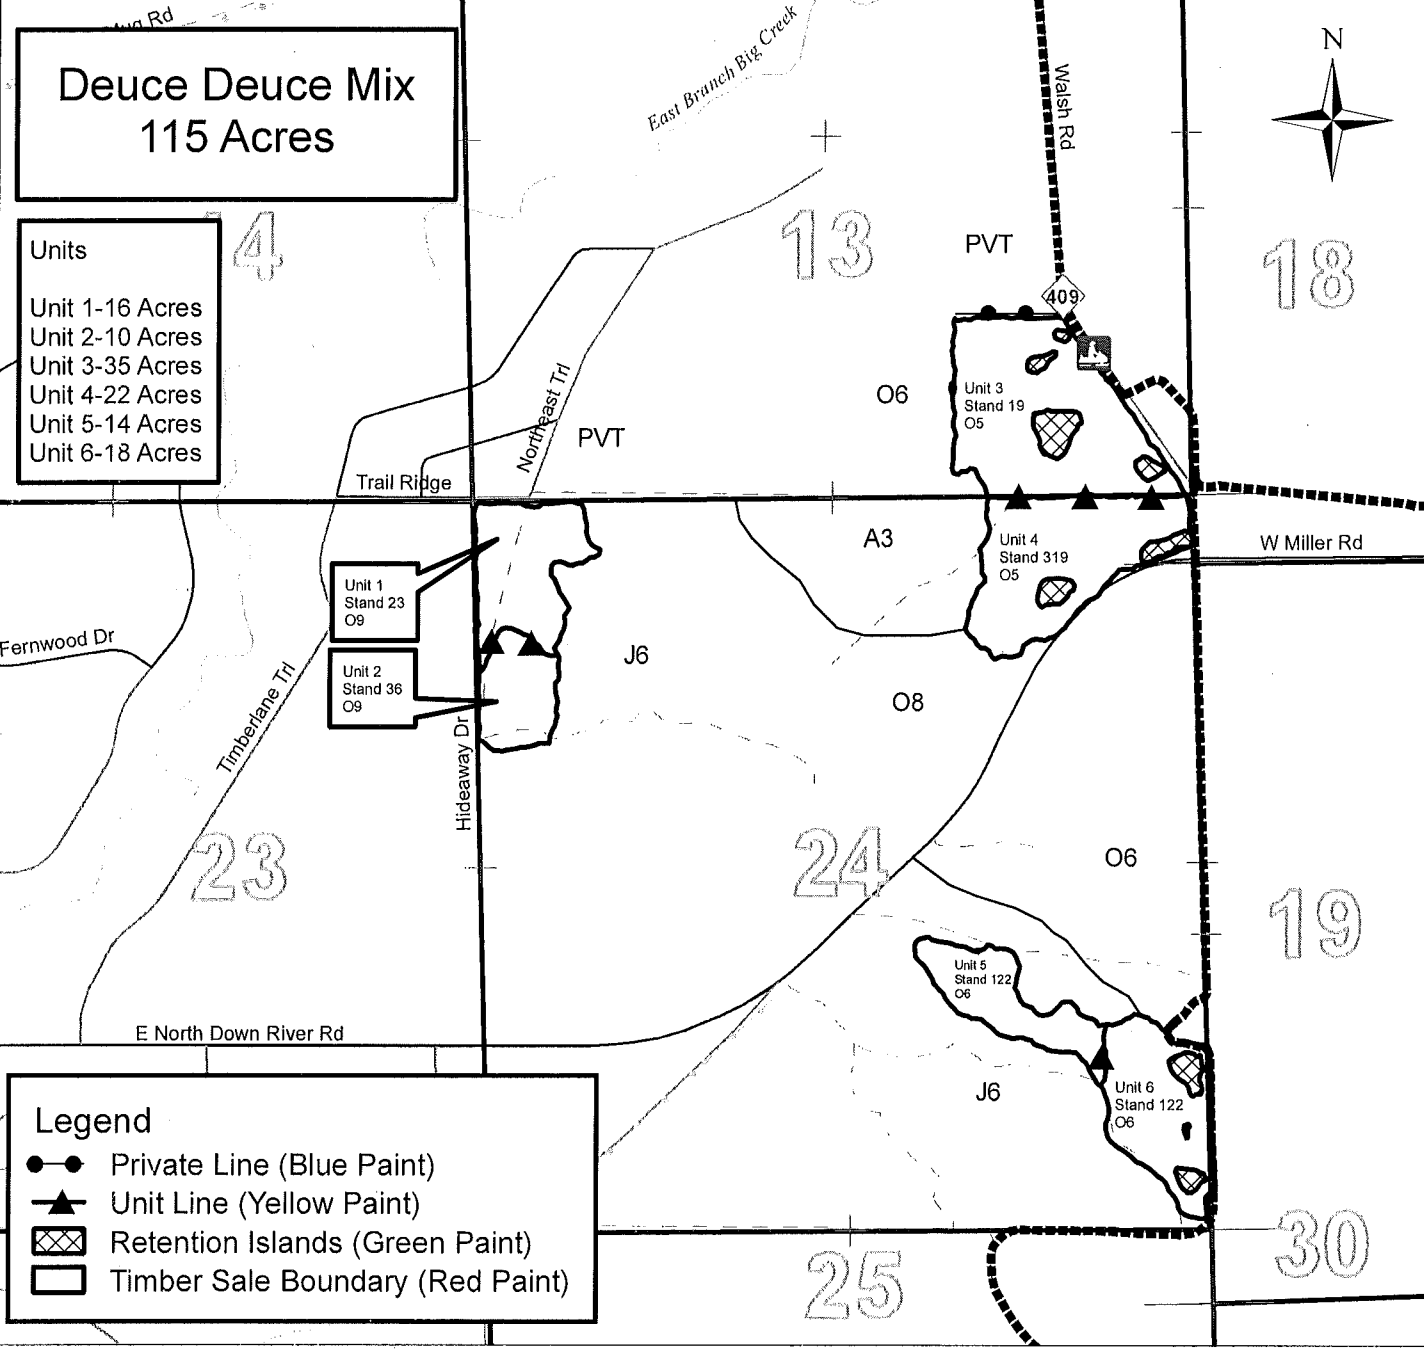 Mug Rd
Deuce Deuce Mix
115 Acres
East Branch Big Creek
Walsh Rd
N
Units
Unit 1-16 Acres
Unit 2-10 Acres
Unit 3-35 Acres
Unit 4-22 Acres
Unit 5-14 Acres
Unit 6-18 Acres
4
13
PVT
18
409
O6
Unit 3
Stand 19
O5
Northeast Trl
PVT
Trail Ridge
A3
Unit 4
Stand 319
O5
W Miller Rd
Unit 1
Stand 23
O9
Fernwood Dr
J6
Unit 2
Stand 36
O9
O8
Timberlane Trl
Hideaway Dr
23
24
O6
19
Unit 5
Stand 122
O6
E North Down River Rd
J6
Unit 6
Stand 122
O6
Legend
Private Line (Blue Paint)
Unit Line (Yellow Paint)
Retention Islands (Green Paint)
Timber Sale Boundary (Red Paint)
25
30